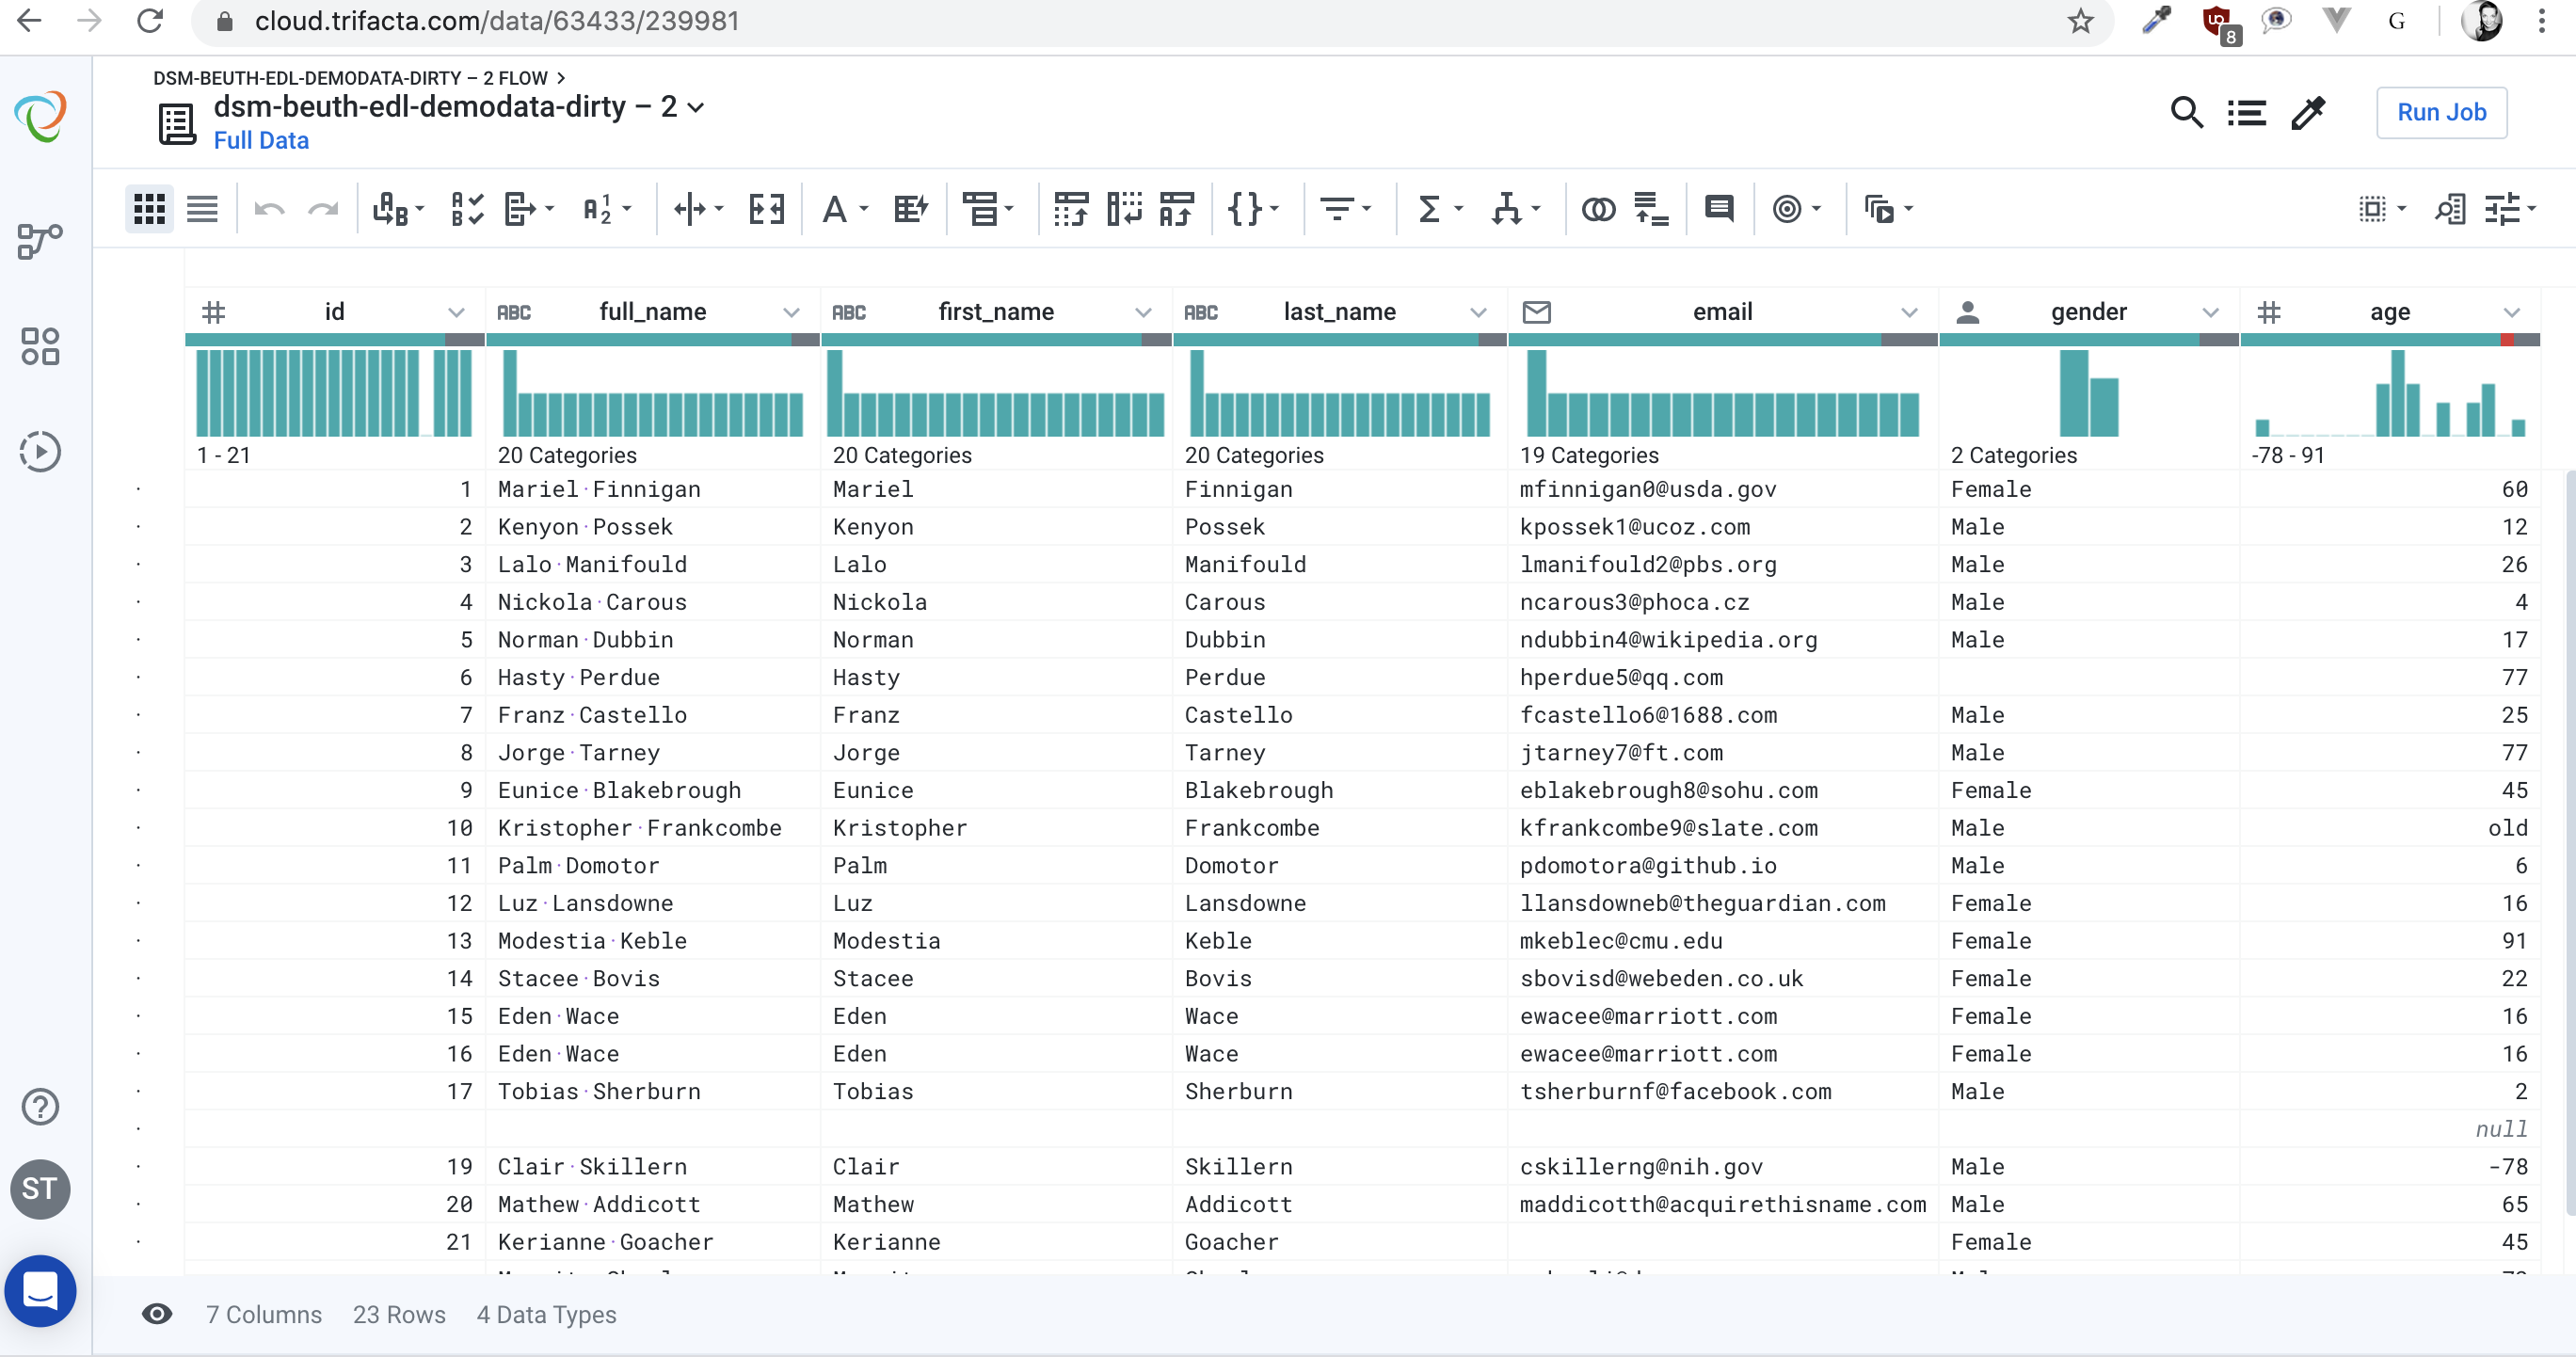 cloud.trifacta.com/data/63433/239981
8
G
DSM-BEUTH-EDL-DEMODATA-DIRTY – 2 FLOW
dsm-beuth-edl-demodata-dirty – 2
Full Data
Run Job
id ABC full_name ABC first_name ABC last_name email gender age
1 - 21 20 Categories 20 Categories 20 Categories 19 Categories 2 Categories -78 - 91
1 Mariel·Finnigan Mariel Finnigan mfinnigan0@usda.gov Female 60
2 Kenyon·Possek Kenyon Possek kpossek1@ucoz.com Male 12
3 Lalo·Manifould Lalo Manifould lmanifould2@pbs.org Male 26
4 Nickola·Carous Nickola Carous ncarous3@phoca.cz Male 4
5 Norman·Dubbin Norman Dubbin ndubbin4@wikipedia.org Male 17
6 Hasty·Perdue Hasty Perdue hperdue5@qq.com 77
7 Franz·Castello Franz Castello fcastello6@1688.com Male 25
8 Jorge·Tarney Jorge Tarney jtarney7@ft.com Male 77
9 Eunice·Blakebrough Eunice Blakebrough eblakebrough8@sohu.com Female 45
10 Kristopher·Frankcombe Kristopher Frankcombe kfrankcombe9@slate.com Male old
11 Palm·Domotor Palm Domotor pdomotora@github.io Male 6
12 Luz·Lansdowne Luz Lansdowne llansdowneb@theguardian.com Female 16
13 Modestia·Keble Modestia Keble mkeblec@cmu.edu Female 91
14 Stacee·Bovis Stacee Bovis sbovisd@webeden.co.uk Female 22
15 Eden·Wace Eden Wace ewacee@marriott.com Female 16
16 Eden·Wace Eden Wace ewacee@marriott.com Female 16
17 Tobias·Sherburn Tobias Sherburn tsherburnf@facebook.com Male 2
null
19 Clair·Skillern Clair Skillern cskillerng@nih.gov Male -78
20 Mathew·Addicott Mathew Addicott maddicotth@acquirethisname.com Male 65
21 Kerianne·Goacher Kerianne Goacher Female 45
ST
7 Columns 23 Rows 4 Data Types